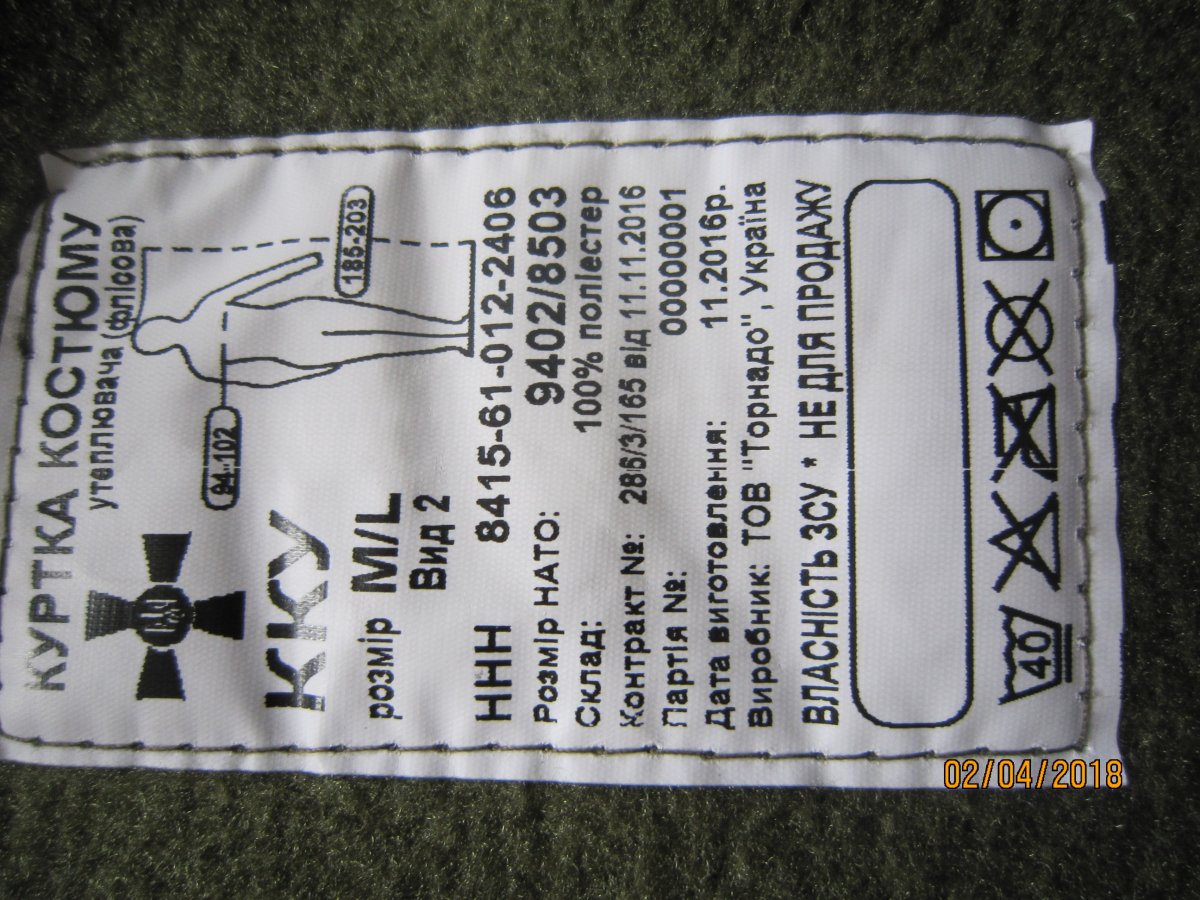 КУРТКА КОСТЮМУ
утеплювача (флісова)
94-102
185-203
ККУ
розмір M/L
Вид 2
ННН 8415-61-012-2406
Розмір НАТО: 9402/8503
Склад: 100% поліестер
Контракт №: 286/3/165 від 11.11.2016
Партія №: 00000001
Дата виготовлення: 11.2016р.
Виробник: ТОВ "Торнадо", Україна
ВЛАСНІСТЬ ЗСУ * НЕ ДЛЯ ПРОДАЖУ
40
02/04/2018